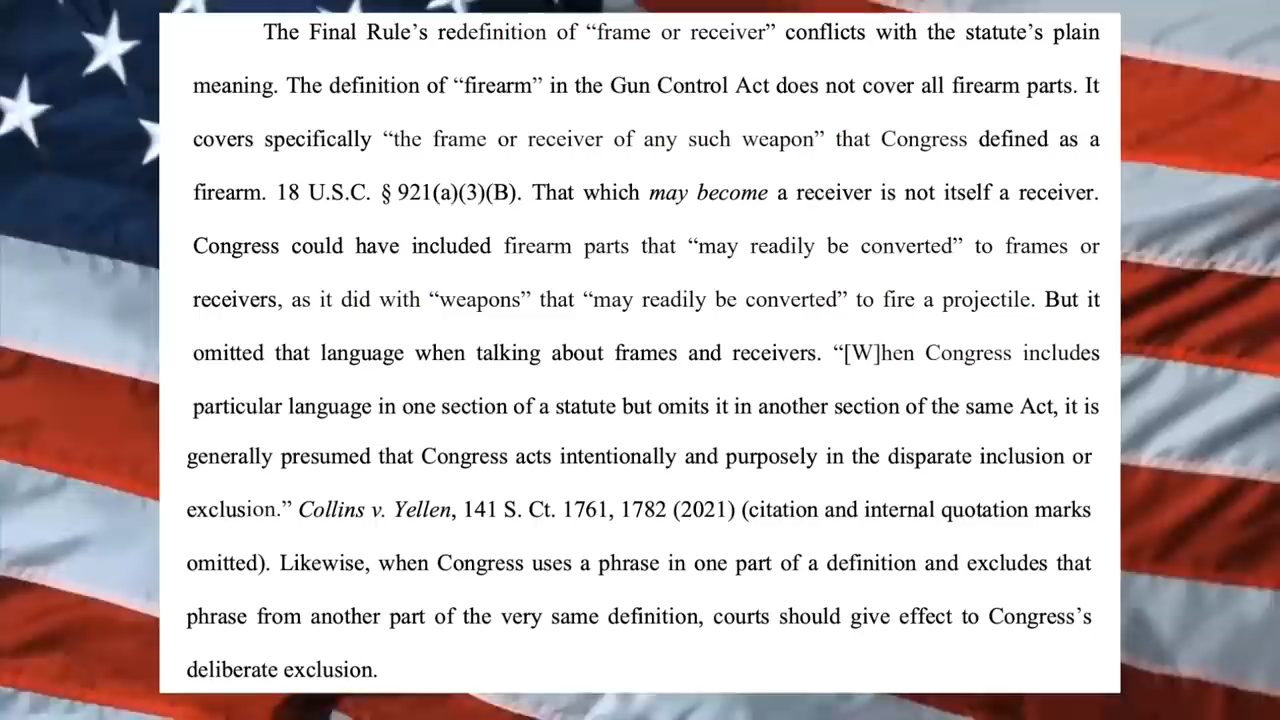 The Final Rule’s redefinition of “frame or receiver” conflicts with the statute’s plain
meaning. The definition of “firearm” in the Gun Control Act does not cover all firearm parts. It
covers specifically “the frame or receiver of any such weapon” that Congress defined as a
firearm. 18 U.S.C. § 921(a)(3)(B). That which may become a receiver is not itself a receiver.
Congress could have included firearm parts that “may readily be converted” to frames or
receivers, as it did with “weapons” that “may readily be converted” to fire a projectile. But it
omitted that language when talking about frames and receivers. “[W]hen Congress includes
particular language in one section of a statute but omits it in another section of the same Act, it is
generally presumed that Congress acts intentionally and purposely in the disparate inclusion or
exclusion.” Collins v. Yellen, 141 S. Ct. 1761, 1782 (2021) (citation and internal quotation marks
omitted). Likewise, when Congress uses a phrase in one part of a definition and excludes that
phrase from another part of the very same definition, courts should give effect to Congress’s
deliberate exclusion.